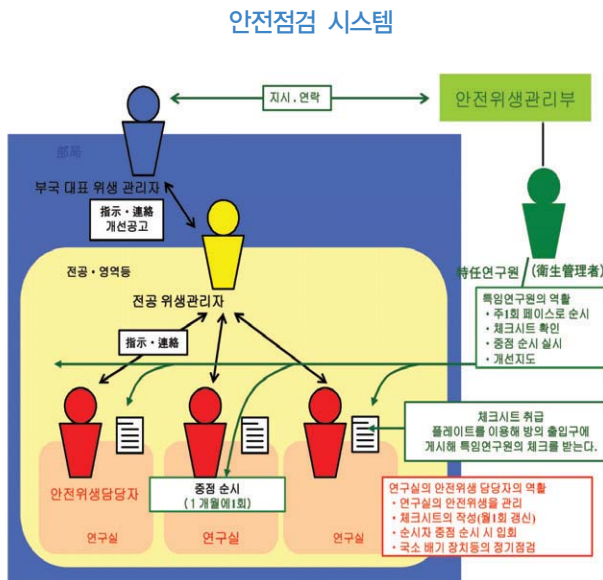 안전점검 시스템
지시.연락
안전위생관리부
部局
부국 대표 위생 관리자
指示・連絡
개선공고
전공・영역등
전공 위생관리자
特任연구원 (衛生管理者)
특임연구원의 역활
・주1회 페이스로 순시
・체크시트 확인
・중점 순시 실시
・개선지도
指示・連絡
체크시트 취급
플레이트를 이용해 방의 출입구에
게시해 특임연구원의 체크를 받는다.
안전위생담당자
중점 순시
(1개월에1회)
연구실
연구실
연구실
연구실의 안전위생 담당자의 역활
・연구실의 안전위생을 관리
・체크시트의 작성(월1회 갱신)
・순시자 중점 순시 시 입회
・국소 배기 장치등의 정기점검